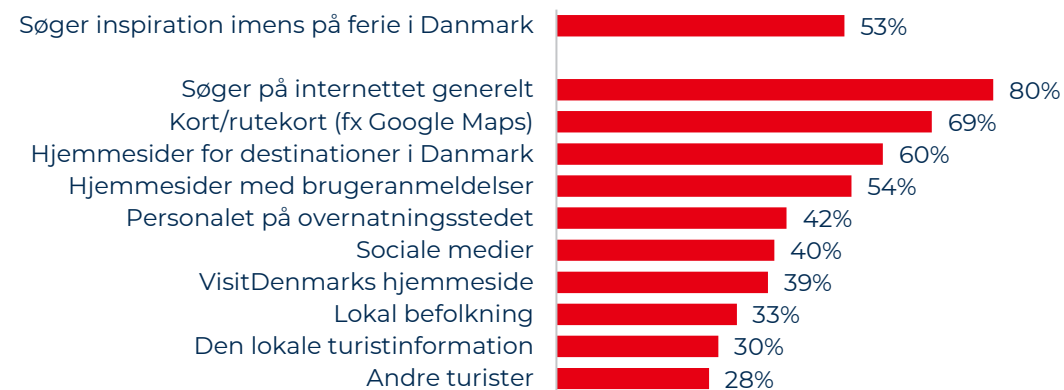 Søger inspiration imens på ferie i Danmark 53%
Søger på internettet generelt 80%
Kort/rutekort (fx Google Maps) 69%
Hjemmesider for destinationer i Danmark 60%
Hjemmesider med brugeranmeldelser 54%
Personalet på overnatningsstedet 42%
Sociale medier 40%
VisitDenmarks hjemmeside 39%
Lokal befolkning 33%
Den lokale turistinformation 30%
Andre turister 28%